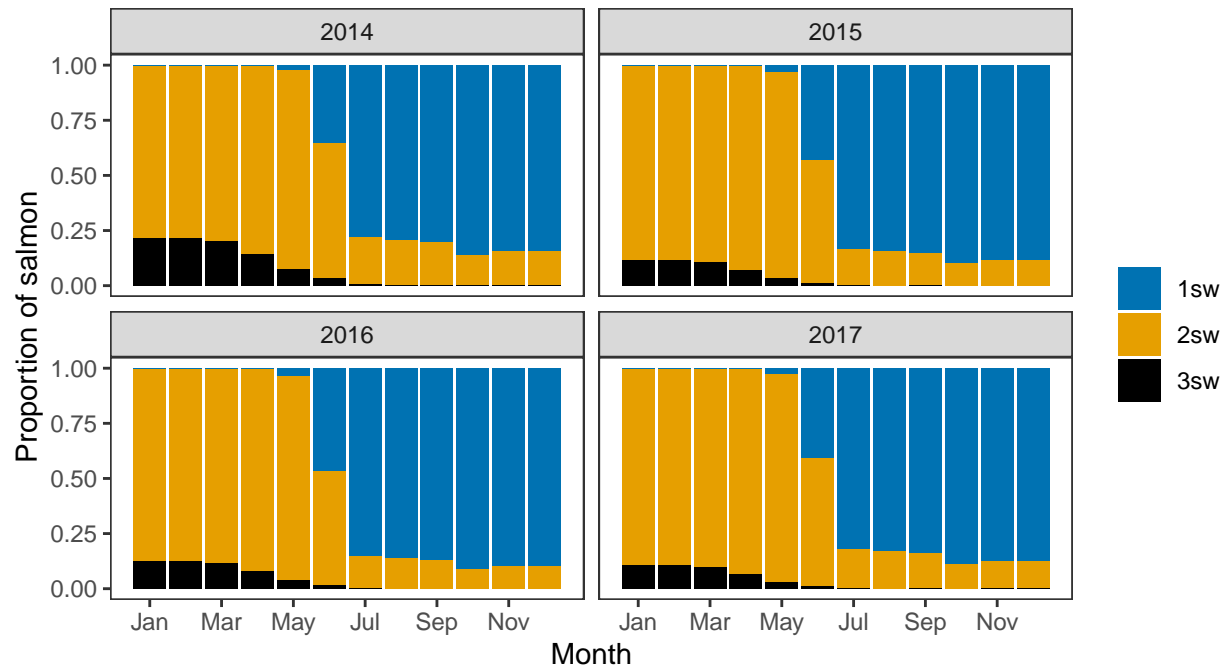 2014
2015
1.00
0.75
0.50
0.25
0.00
2016
2017
1.00
0.75
0.50
0.25
0.00
Jan Mar May Jul Sep Nov
Jan Mar May Jul Sep Nov
Month
Proportion of salmon
1sw
2sw
3sw